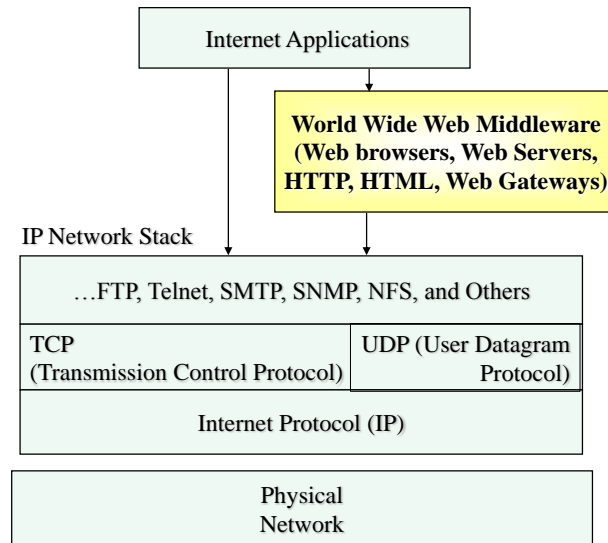 Internet Applications
World Wide Web Middleware
(Web browsers, Web Servers,
HTTP, HTML, Web Gateways)
IP Network Stack
…FTP, Telnet, SMTP, SNMP, NFS, and Others
TCP
(Transmission Control Protocol)
UDP (User Datagram
Protocol)
Internet Protocol (IP)
Physical
Network